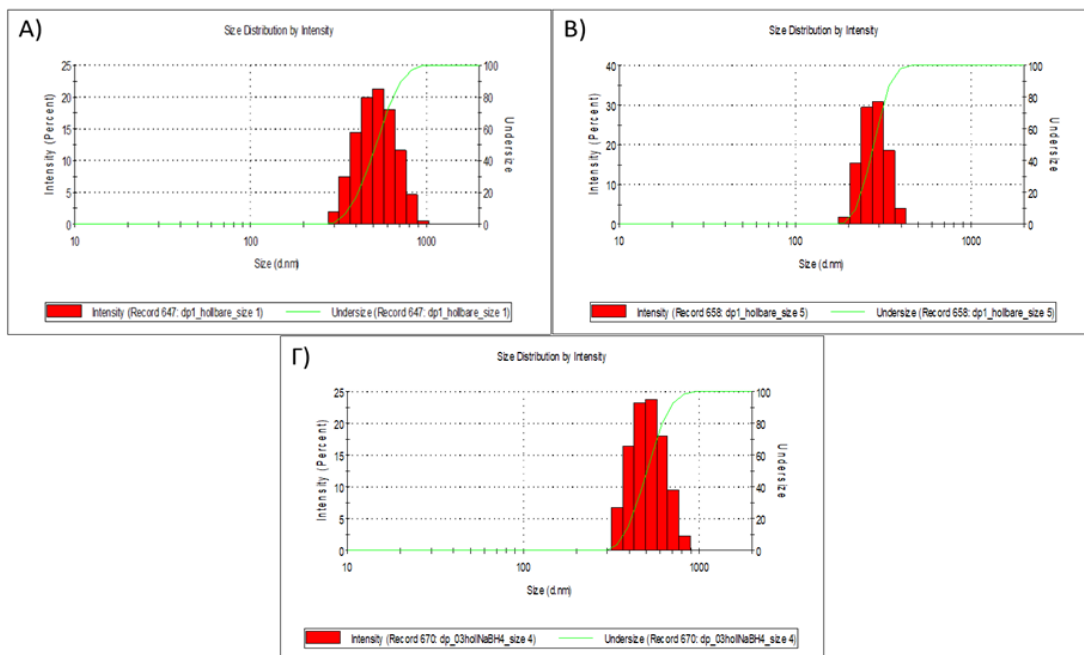 A)
Size Distribution by Intensity
Intensity (Percent)
25
20
15
10
5
0
100
80
60
40
20
0
Undersize
10
100
1000
Size (d.nm)
Intensity (Record 647: dp1_hollbare_size 1)
Undersize (Record 647: dp1_hollbare_size 1)
B)
Size Distribution by Intensity
Intensity (Percent)
40
30
20
10
0
100
80
60
40
20
0
Undersize
10
100
1000
Size (d.nm)
Intensity (Record 658: dp1_hollbare_size 5)
Undersize (Record 658: dp1_hollbare_size 5)
Γ)
Size Distribution by Intensity
Intensity (Percent)
25
20
15
10
5
0
100
80
60
40
20
0
Undersize
10
100
1000
Size (d.nm)
Intensity (Record 670: dp_03hollNaBH4_size 4)
Undersize (Record 670: dp_03hollNaBH4_size 4)